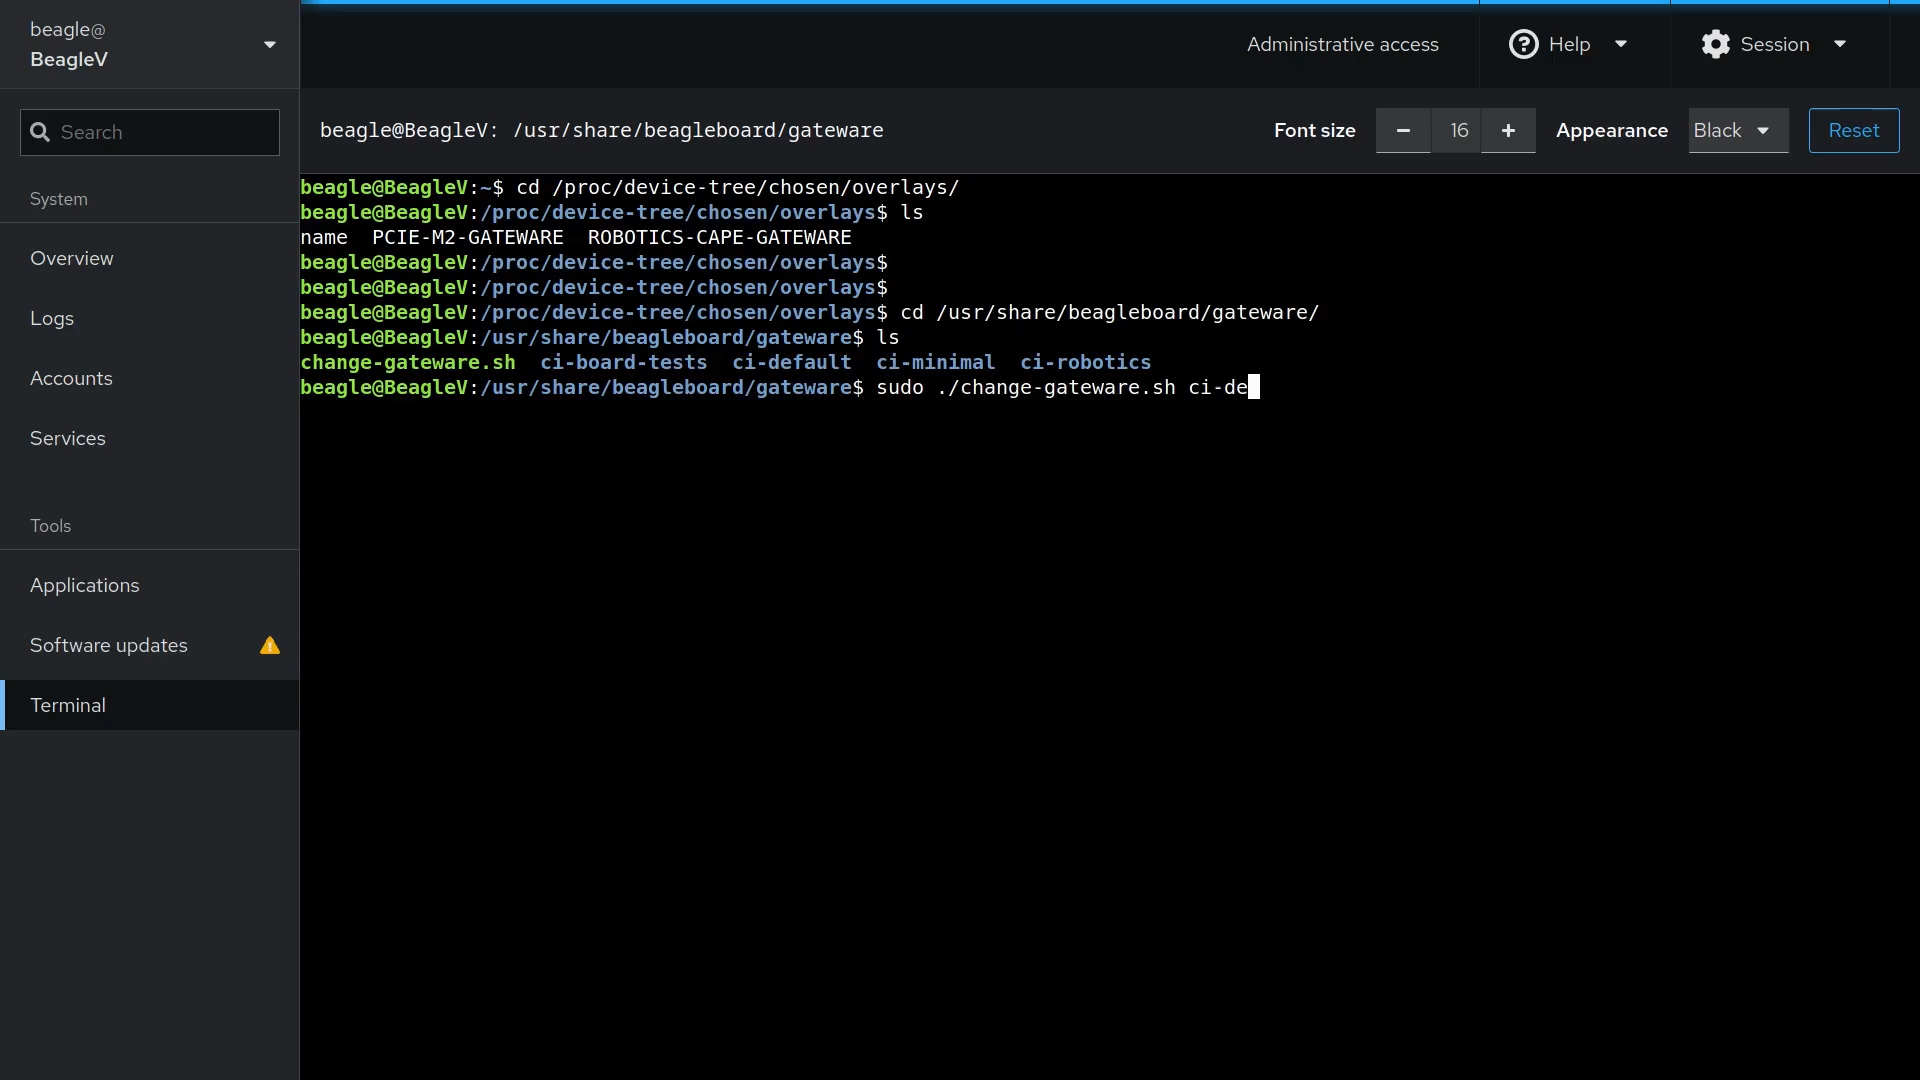 beagle@
BeagleV
Administrative access
Help
Session
Search
beagle@BeagleV: /usr/share/beagleboard/gateware
Font size
16
Appearance
Black
Reset
System
Overview
Logs
Accounts
Services
Tools
Applications
Software updates
Terminal
beagle@BeagleV:~$ cd /proc/device-tree/chosen/overlays/
beagle@BeagleV:/proc/device-tree/chosen/overlays$ ls
name  PCIE-M2-GATEWARE  ROBOTICS-CAPE-GATEWARE
beagle@BeagleV:/proc/device-tree/chosen/overlays$
beagle@BeagleV:/proc/device-tree/chosen/overlays$
beagle@BeagleV:/proc/device-tree/chosen/overlays$ cd /usr/share/beagleboard/gateware/
beagle@BeagleV:/usr/share/beagleboard/gateware$ ls
change-gateware.sh  ci-board-tests  ci-default  ci-minimal  ci-robotics
beagle@BeagleV:/usr/share/beagleboard/gateware$ sudo ./change-gateware.sh ci-de